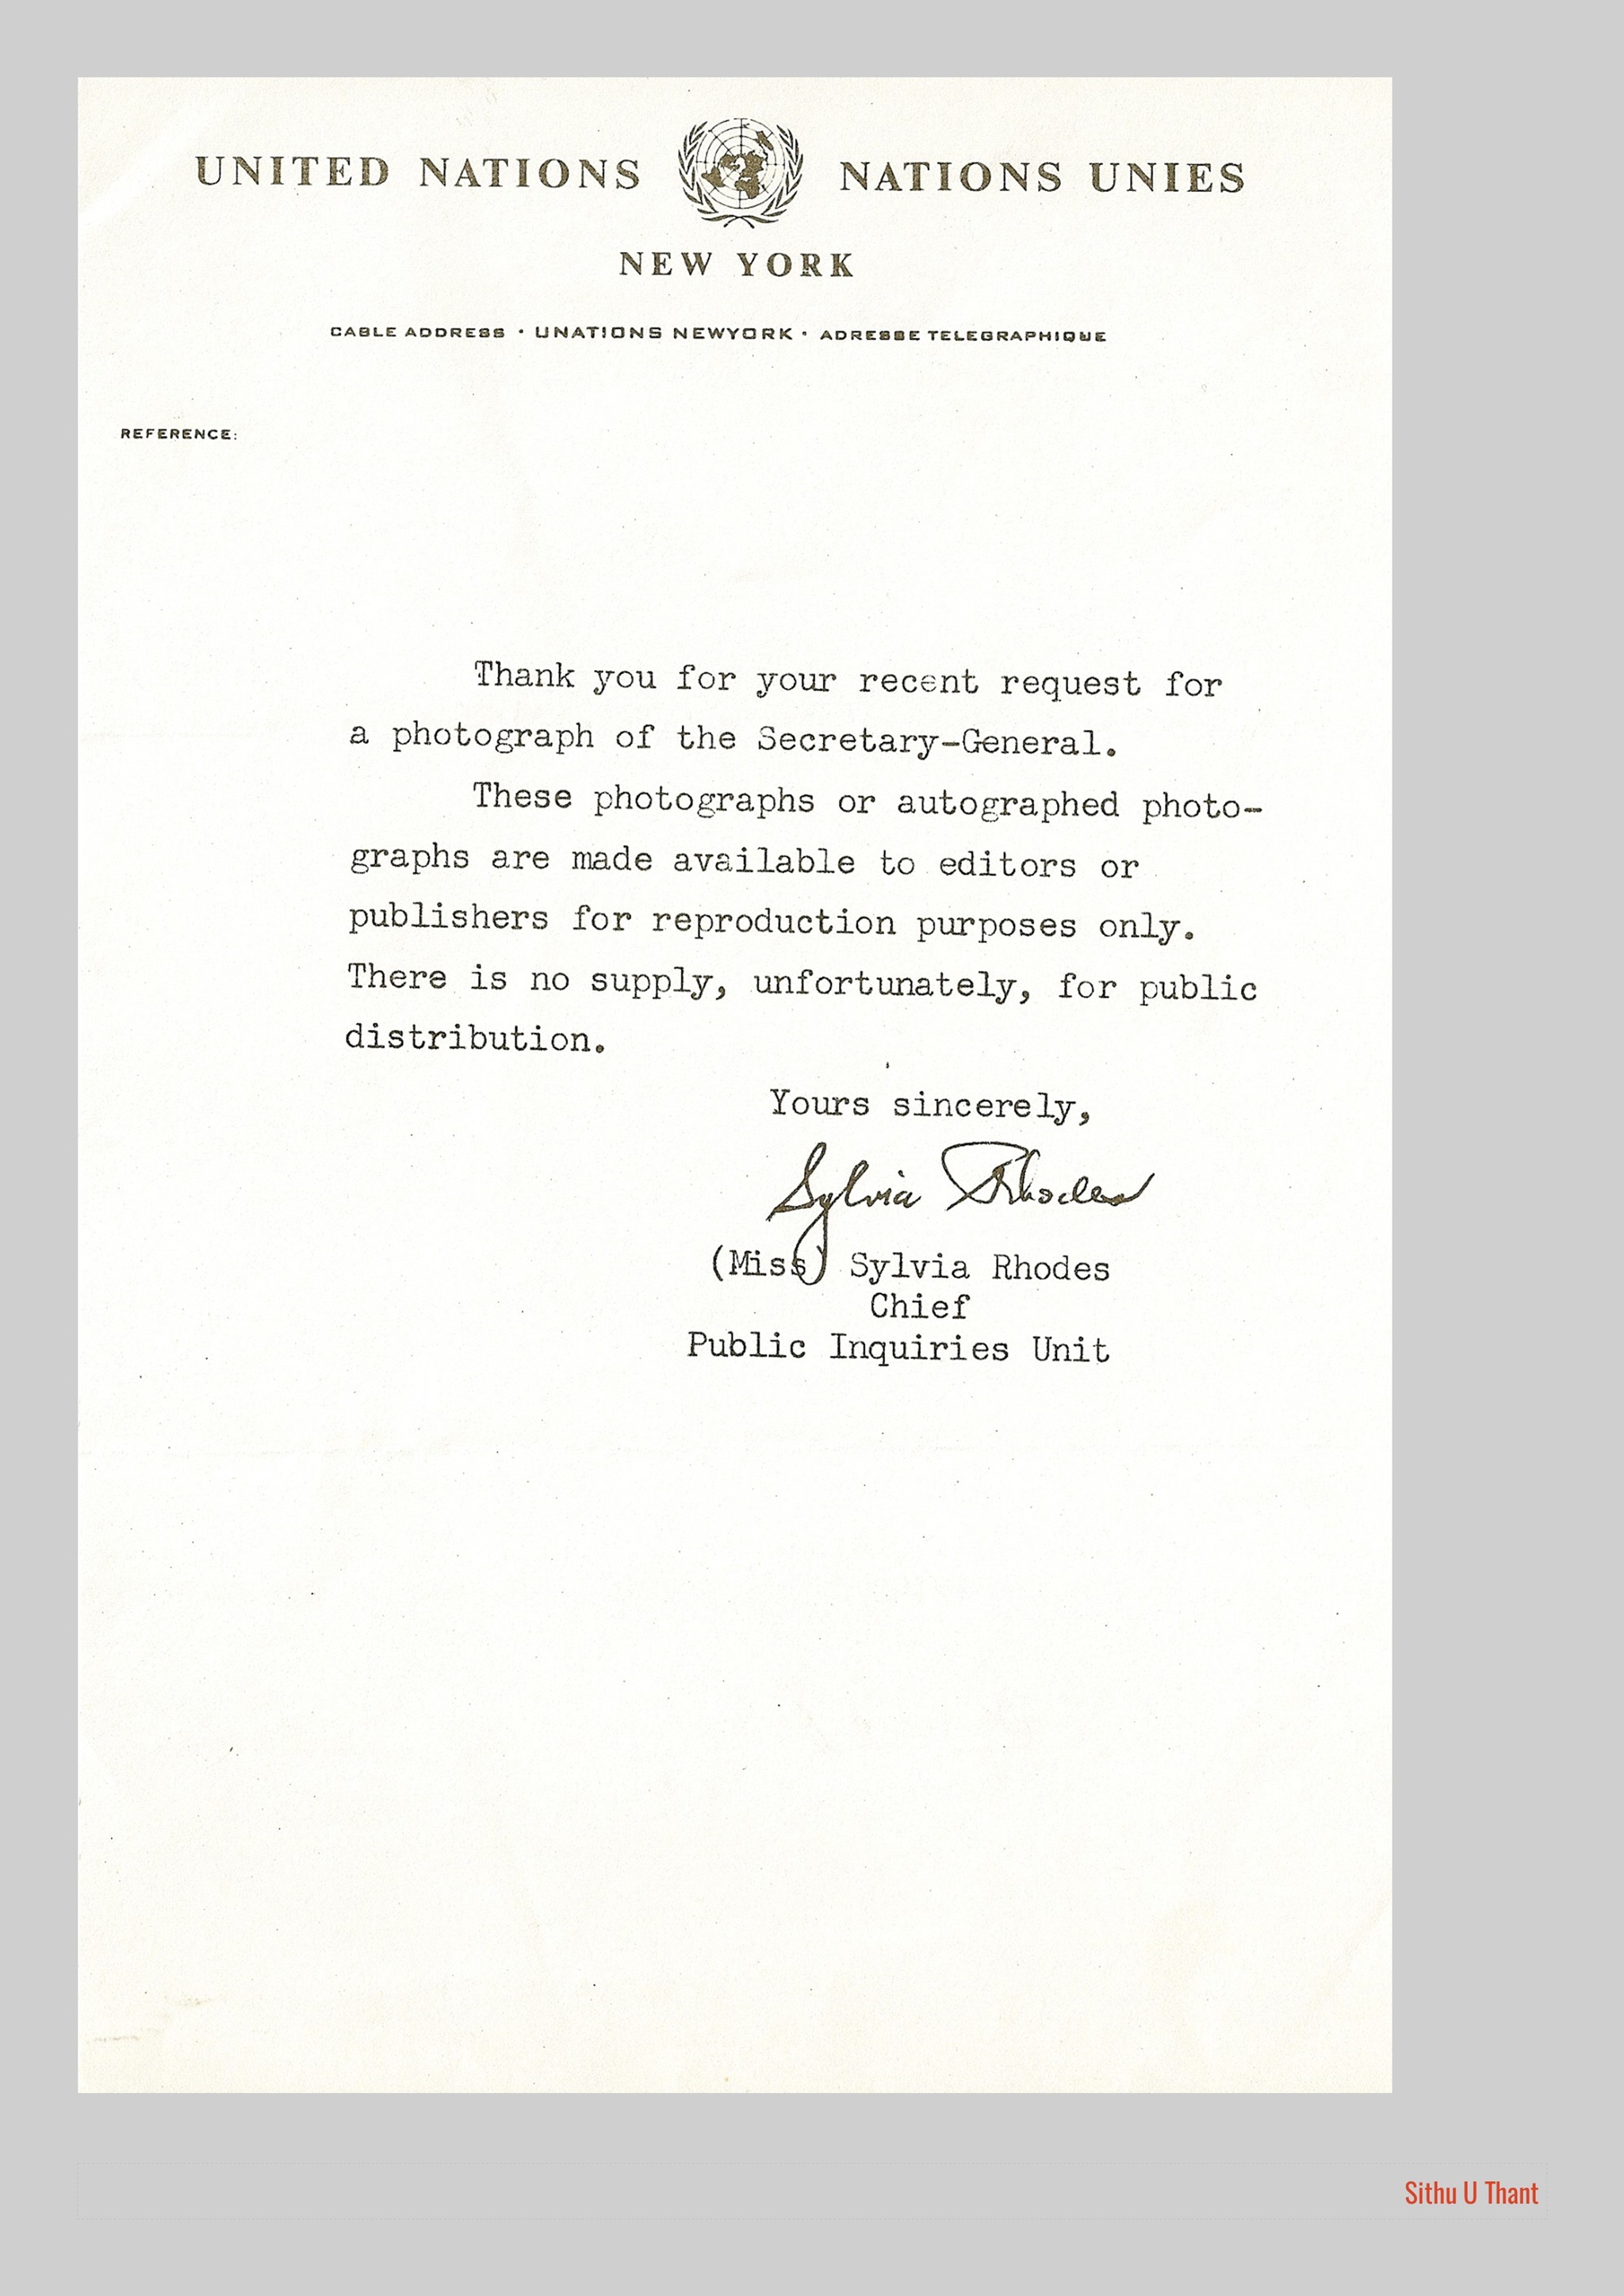 UNITED NATIONS NATIONS UNIES
NEW YORK
CABLE ADDRESS • UNATIONS NEWYORK • ADRESSE TELEGRAPHIQUE
REFERENCE:
Thank you for your recent request for
a photograph of the Secretary-General.
These photographs or autographed photo-
graphs are made available to editors or
publishers for reproduction purposes only.
There is no supply, unfortunately, for public
distribution.
Yours sincerely,
Sylvia Rhodes
(Miss) Sylvia Rhodes
Chief
Public Inquiries Unit
Sithu U Thant